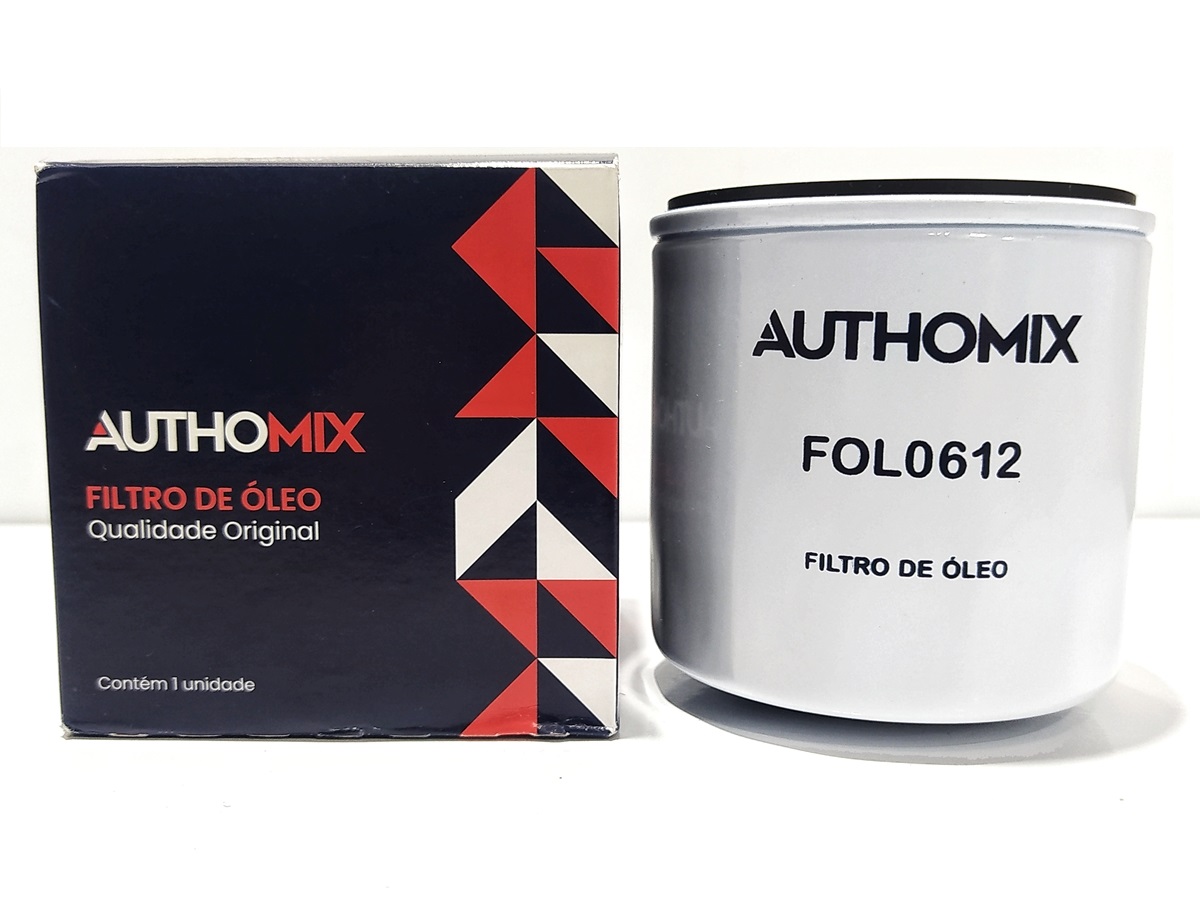 AUTHOMIX
FILTRO DE ÓLEO
Qualidade Original
Contém 1 unidade
AUTHOMIX
FOL0612
FILTRO DE ÓLEO